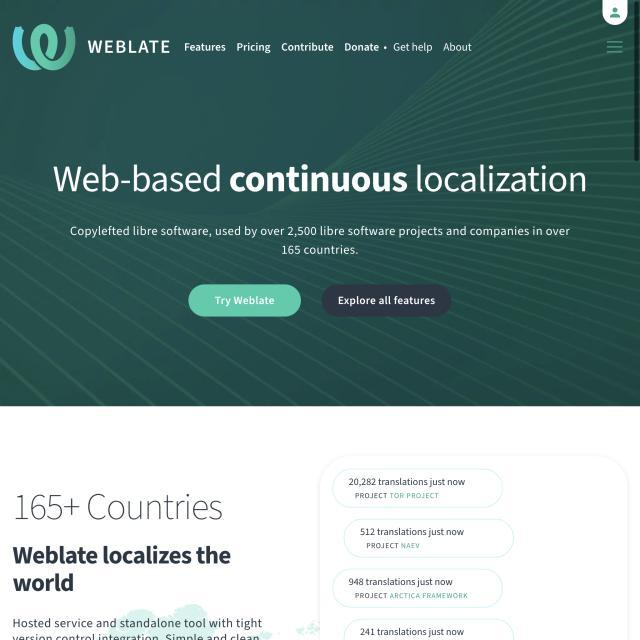 WEBLATE
Features Pricing Contribute Donate • Get help About
Web-based continuous localization
Copylefted libre software, used by over 2,500 libre software projects and companies in over
165 countries.
Try Weblate Explore all features
165+ Countries
Weblate localizes the
world
Hosted service and standalone tool with tight
version control integration. Simple and clean
20,282 translations just now
PROJECT TOR PROJECT
512 translations just now
PROJECT NAEV
948 translations just now
PROJECT ARCTICA FRAMEWORK
241 translations just now